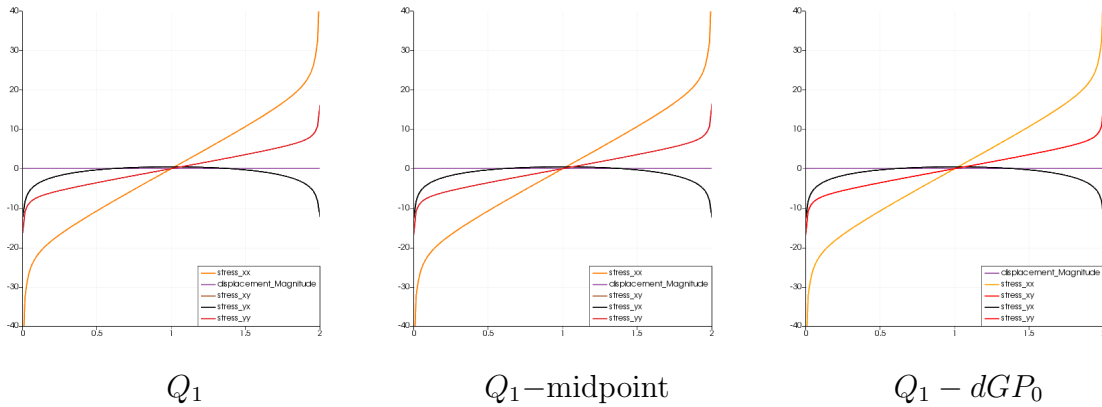 40
30
20
10
0
-10
-20
-30
-40
0 0.5 1 1.5 2
stress_xx
displacement_Magnitude
stress_xy
stress_yx
stress_yy
Q1
40
30
20
10
0
-10
-20
-30
-40
0 0.5 1 1.5 2
stress_xx
displacement_Magnitude
stress_xy
stress_yx
stress_yy
Q1−midpoint
40
30
20
10
0
-10
-20
-30
-40
0 0.5 1 1.5 2
displacement_Magnitude
stress_xx
stress_xy
stress_yx
stress_yy
Q1 − dGP0